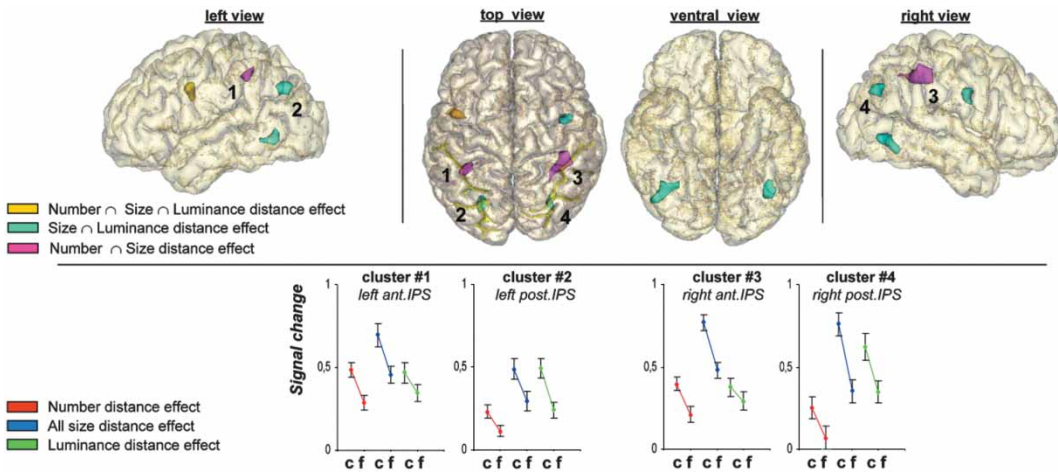 left view
top view
ventral view
right view
1
2
1
2
3
4
4
3
Number ∩ Size ∩ Luminance distance effect
Size ∩ Luminance distance effect
Number ∩ Size distance effect
cluster #1
left ant.IPS
cluster #2
left post.IPS
cluster #3
right ant.IPS
cluster #4
right post.IPS
Signal change
1
0,5
0
1
0,5
0
1
0,5
0
1
0,5
0
c f c f c f
c f c f c f
c f c f c f
c f c f c f
Number distance effect
All size distance effect
Luminance distance effect